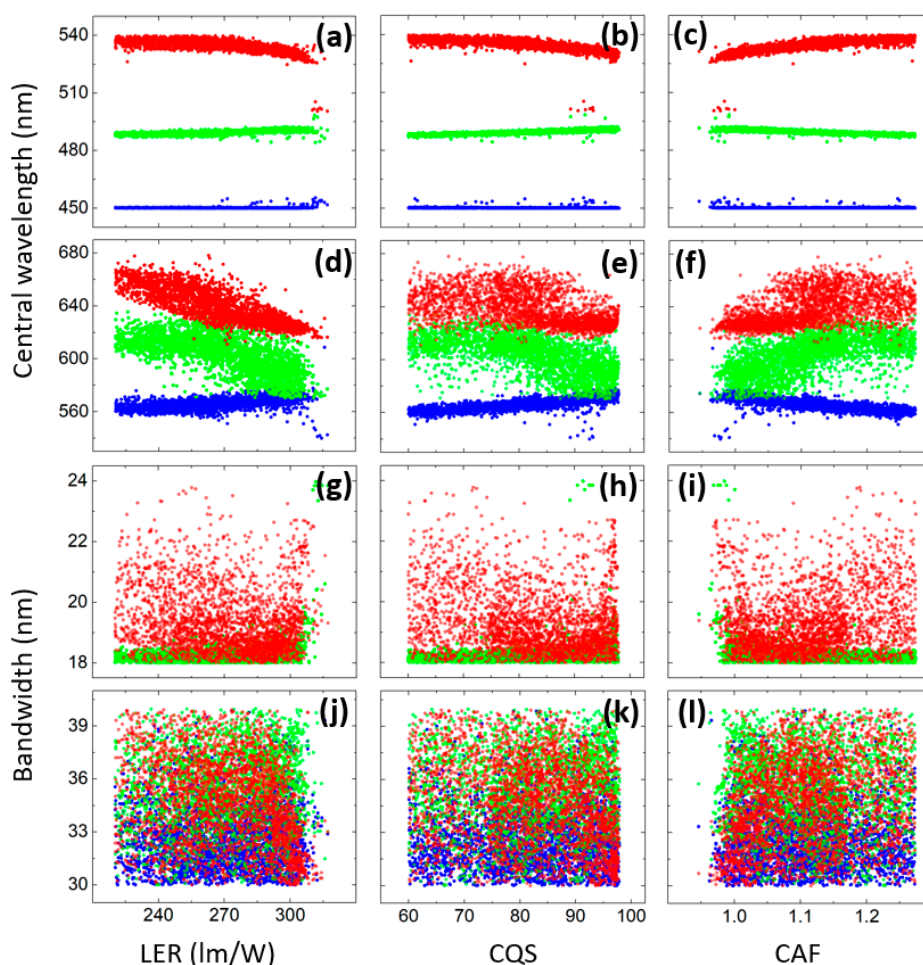 Central wavelength (nm)
540
510
480
450
(a)
(b)
(c)
680
640
600
560
(d)
(e)
(f)
Bandwidth (nm)
24
22
20
18
(g)
(h)
(i)
39
36
33
30
(j)
(k)
(l)
240 270 300
60 70 80 90 100
1.0 1.1 1.2
LER (lm/W)
CQS
CAF